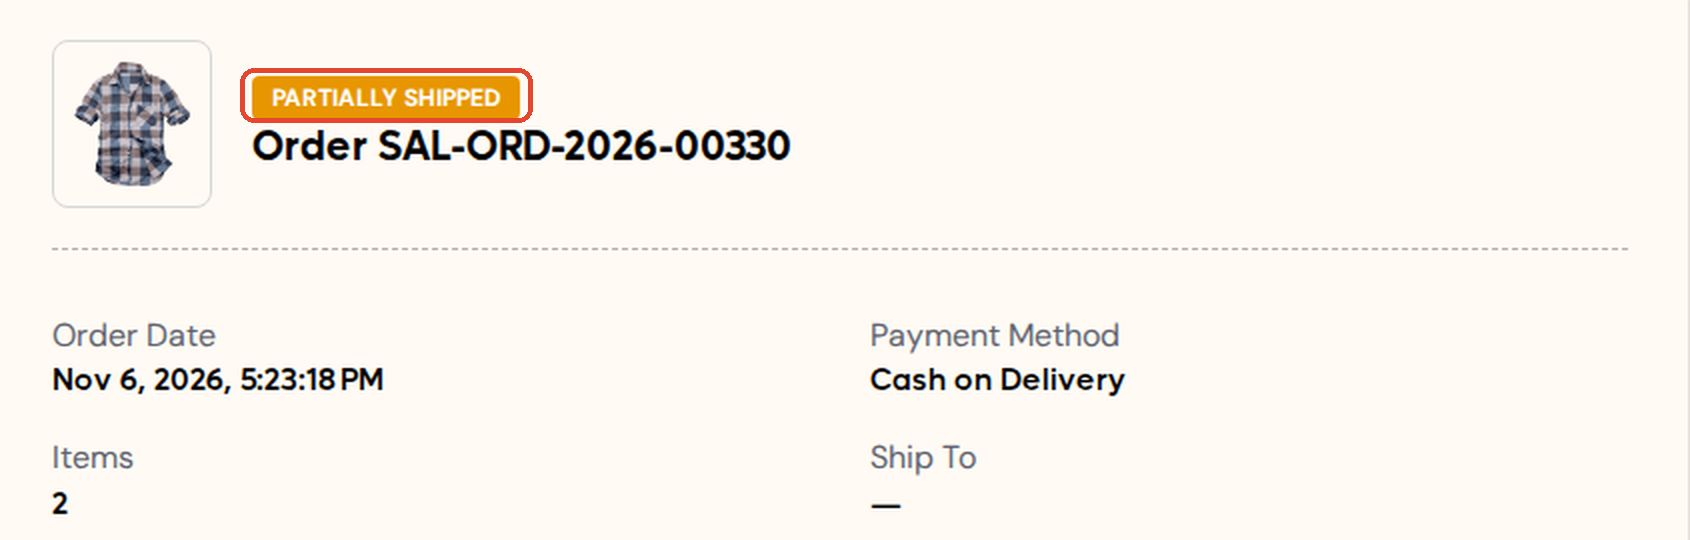 PARTIALLY SHIPPED
Order SAL-ORD-2026-00330
Order Date
Nov 6, 2026, 5:23:18 PM
Payment Method
Cash on Delivery
Items
2
Ship To
—